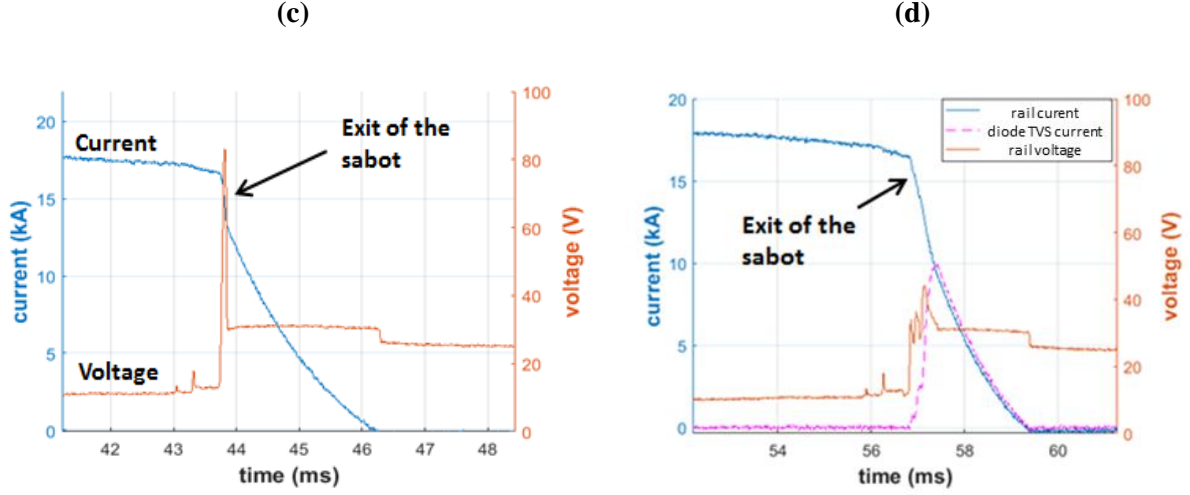 (c)
(d)
Current
Exit of the
sabot
Voltage
current (kA)
voltage (V)
time (ms)
20
15
10
5
0
100
80
60
40
20
0
42 43 44 45 46 47 48
rail curent
diode TVS current
rail voltage
Exit of the
sabot
current (kA)
voltage (V)
time (ms)
20
15
10
5
0
100
80
60
40
20
0
54 56 58 60